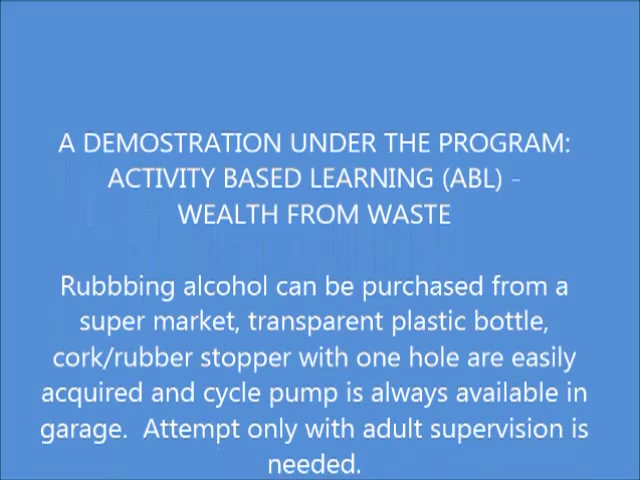 A DEMOSTRATION UNDER THE PROGRAM:
ACTIVITY BASED LEARNING (ABL) -
WEALTH FROM WASTE
Rubbbing alcohol can be purchased from a
super market, transparent plastic bottle,
cork/rubber stopper with one hole are easily
acquired and cycle pump is always available in
garage.  Attempt only with adult supervision is
needed.